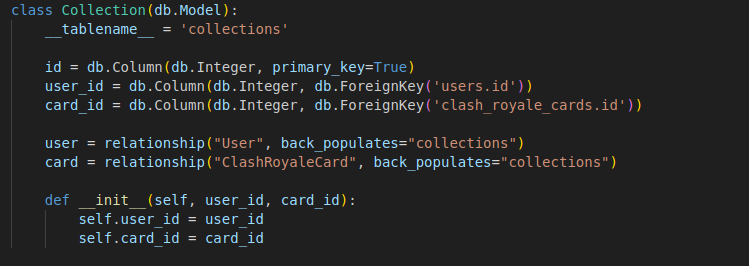 class Collection(db.Model):
    __tablename__ = 'collections'

    id = db.Column(db.Integer, primary_key=True)
    user_id = db.Column(db.Integer, db.ForeignKey('users.id'))
    card_id = db.Column(db.Integer, db.ForeignKey('clash_royale_cards.id'))

    user = relationship("User", back_populates="collections")
    card = relationship("ClashRoyaleCard", back_populates="collections")

    def __init__(self, user_id, card_id):
        self.user_id = user_id
        self.card_id = card_id